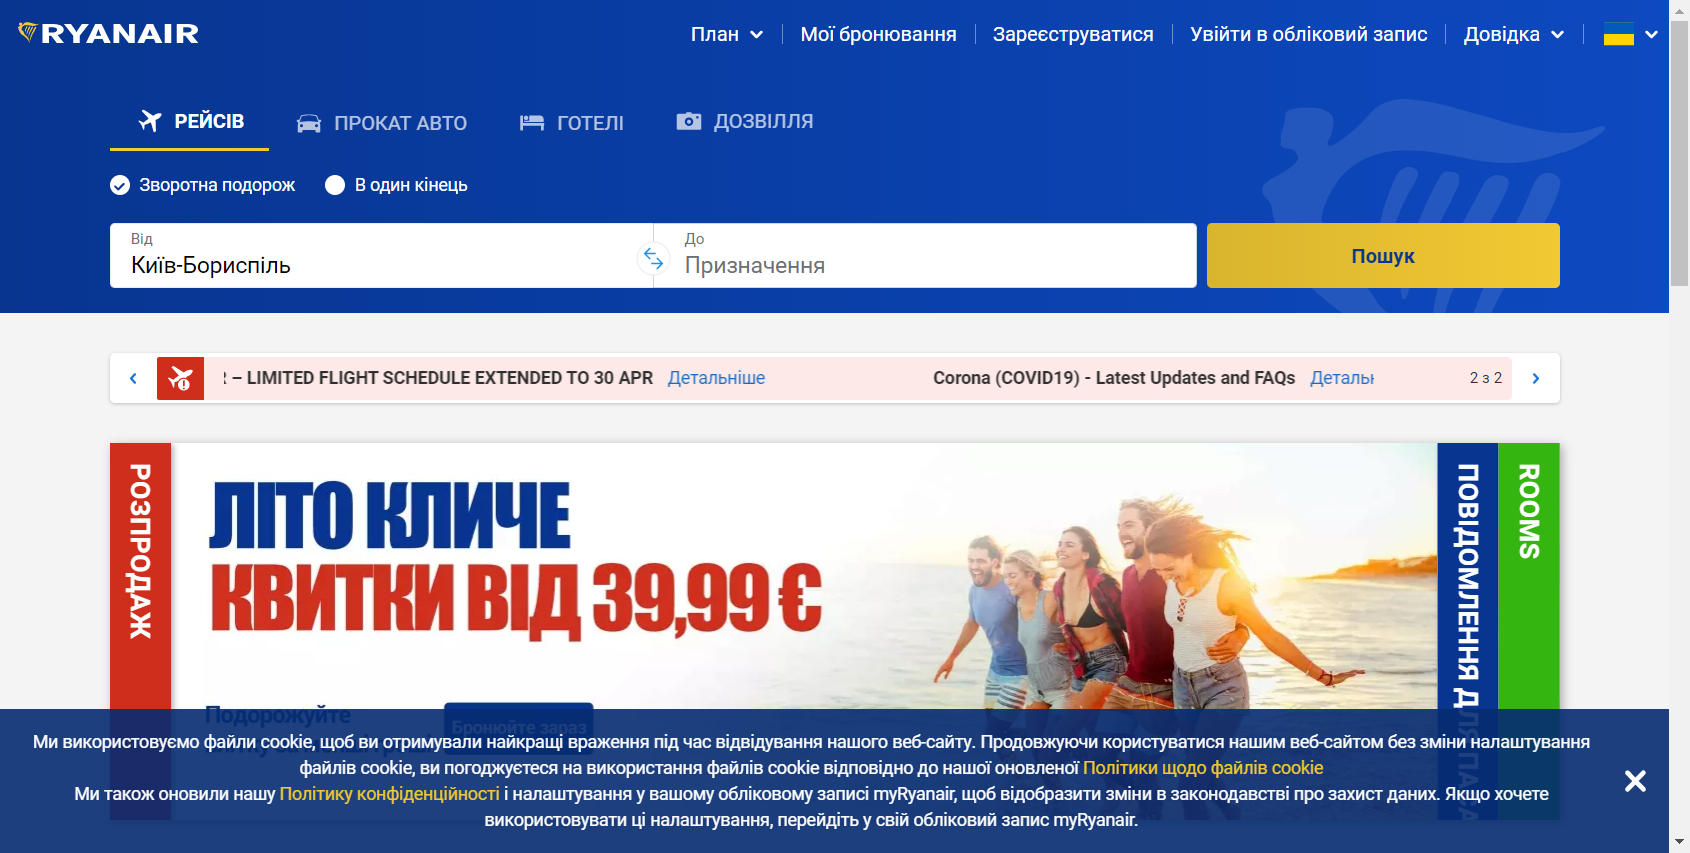 RYANAIR
План
Мої бронювання
Зареєструватися
Увійти в обліковий запис
Довідка
РЕЙСІВ
ПРОКАТ АВТО
ГОТЕЛІ
ДОЗВІЛЛЯ
Зворотна подорож
В один кінець
Від
Київ-Бориспіль
До
Призначення
Пошук
– LIMITED FLIGHT SCHEDULE EXTENDED TO 30 APR Детальніше
Corona (COVID19) - Latest Updates and FAQs
2 з 2
РОЗПРОДАЖ
ЛІТО КЛИЧЕ
КВИТКИ ВІД 39,99 €
Подорожуйте
Бронюйте зараз
ПОВІДОМЛЕННЯ ДЛЯ
ROOMS
Ми використовуємо файли cookie, щоб ви отримували найкращі враження під час відвідування нашого веб-сайту. Продовжуючи користуватися нашим веб-сайтом без зміни налаштування
файлів cookie, ви погоджуєтеся на використання файлів cookie відповідно до нашої оновленої Політики щодо файлів cookie
Ми також оновили нашу Політику конфіденційності і налаштування у вашому обліковому записі myRyanair, щоб відобразити зміни в законодавстві про захист даних. Якщо хочете
використовувати ці налаштування, перейдіть у свій обліковий запис myRyanair.